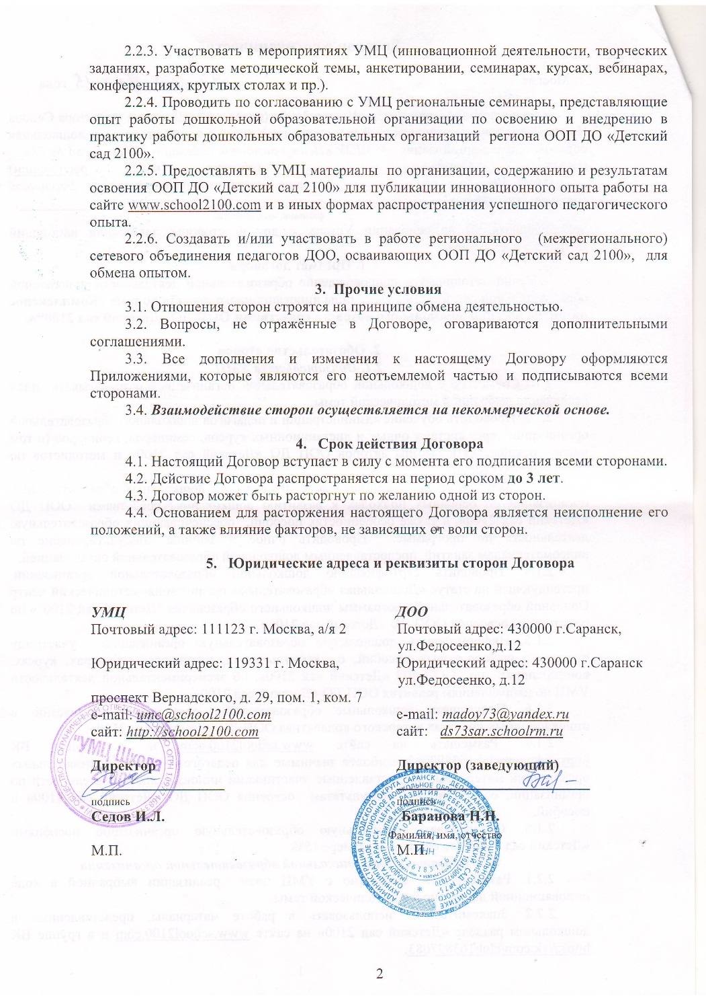 2.2.3. Участвовать в мероприятиях УМЦ (инновационной деятельности, творческих
заданиях, разработке методической темы, анкетировании, семинарах, курсах, вебинарах,
конференциях, круглых столах и пр.).
2.2.4. Проводить по согласованию с УМЦ региональные семинары, представляющие
опыт работы дошкольной образовательной организации по освоению и внедрению в
практику работы дошкольных образовательных организаций региона ООП ДО «Детский
сад 2100».
2.2.5. Предоставлять в УМЦ материалы по организации, содержанию и результатам
освоения ООП ДО «Детский сад 2100» для публикации инновационного опыта работы на
сайте www.school2100.com и в иных формах распространения успешного педагогического
опыта.
2.2.6. Создавать и/или участвовать в работе регионального (межрегионального)
сетевого объединения педагогов ДОО, осваивающих ООП ДО «Детский сад 2100», для
обмена опытом.
3. Прочие условия
3.1. Отношения сторон строятся на принципе обмена деятельностью.
3.2. Вопросы, не отражённые в Договоре, оговариваются дополнительными
соглашениями.
3.3. Все дополнения и изменения к настоящему Договору оформляются
Приложениями, которые являются его неотъемлемой частью и подписываются всеми
сторонами.
3.4. Взаимодействие сторон осуществляется на некоммерческой основе.
4. Срок действия Договора
4.1. Настоящий Договор вступает в силу с момента его подписания всеми сторонами.
4.2. Действие Договора распространяется на период сроком до 3 лет.
4.3. Договор может быть расторгнут по желанию одной из сторон.
4.4. Основанием для расторжения настоящего Договора является неисполнение его
положений, а также влияние факторов, не зависящих от воли сторон.
5. Юридические адреса и реквизиты сторон Договора
УМЦ
Почтовый адрес: 111123 г. Москва, а/я 2
Юридический адрес: 119331 г. Москва,
проспект Вернадского, д. 29, пом. 1, ком. 7
e-mail: umc@school2100.com
сайт: http://school2100.com
Директор
подпись
Седов И.Л.
М.П.
"УМЦ Школа
2100"
ДОО
Почтовый адрес: 430000 г.Саранск,
ул.Федосеенко,д.12
Юридический адрес: 430000 г.Саранск
ул.Федосеенко, д.12
e-mail: madoy73@yandex.ru
сайт: ds73sar.schoolrm.ru
Директор (заведующий)
подпись
Баранова Н.Н.
Фамилия, имя, отчество
М.П.
2